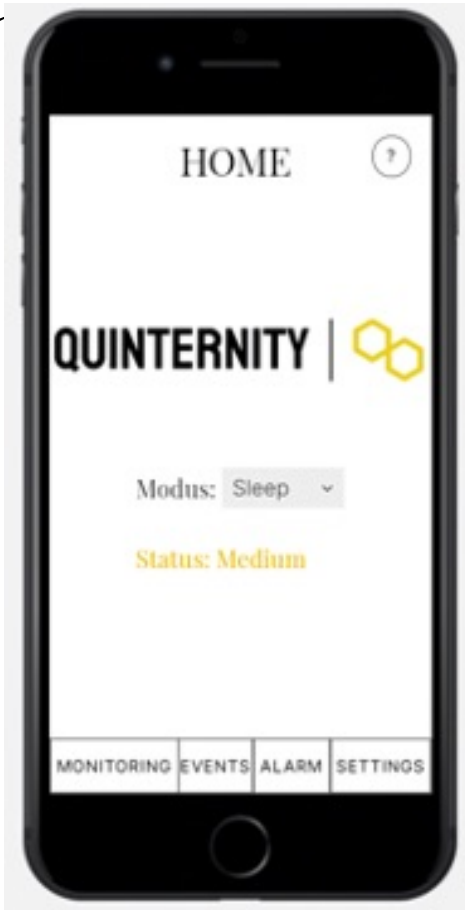 HOME ?
QUINTERNITY
Modus: Sleep
Status: Medium
MONITORING EVENTS ALARM SETTINGS